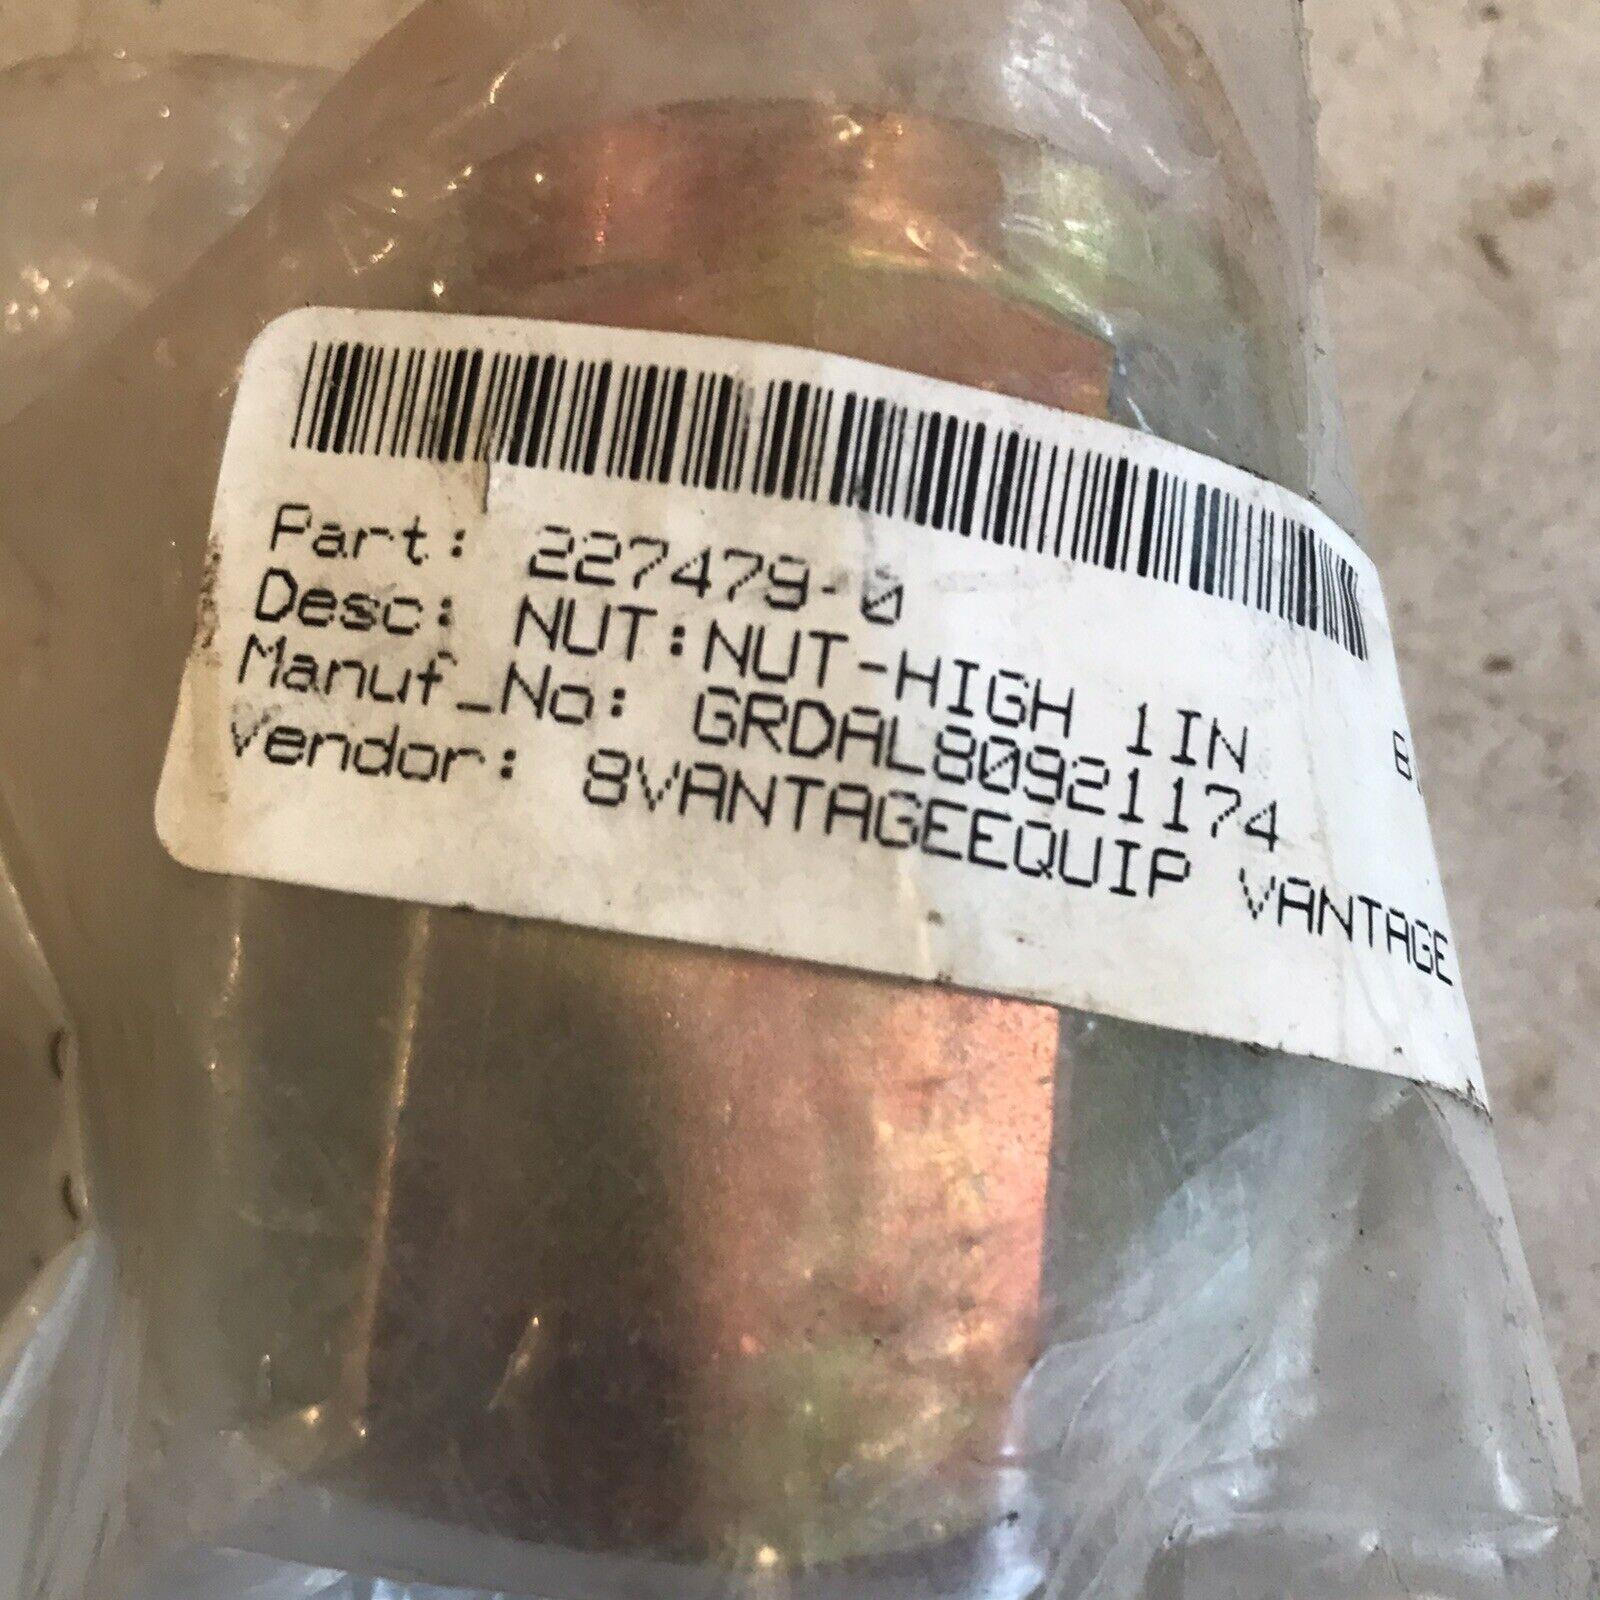 Part: 227479-0
Desc: NUT:NUT-HIGH 1IN
Manuf_No: GRDAL80921174
Vendor: 8VANTAGEEQUIP VANTAGE